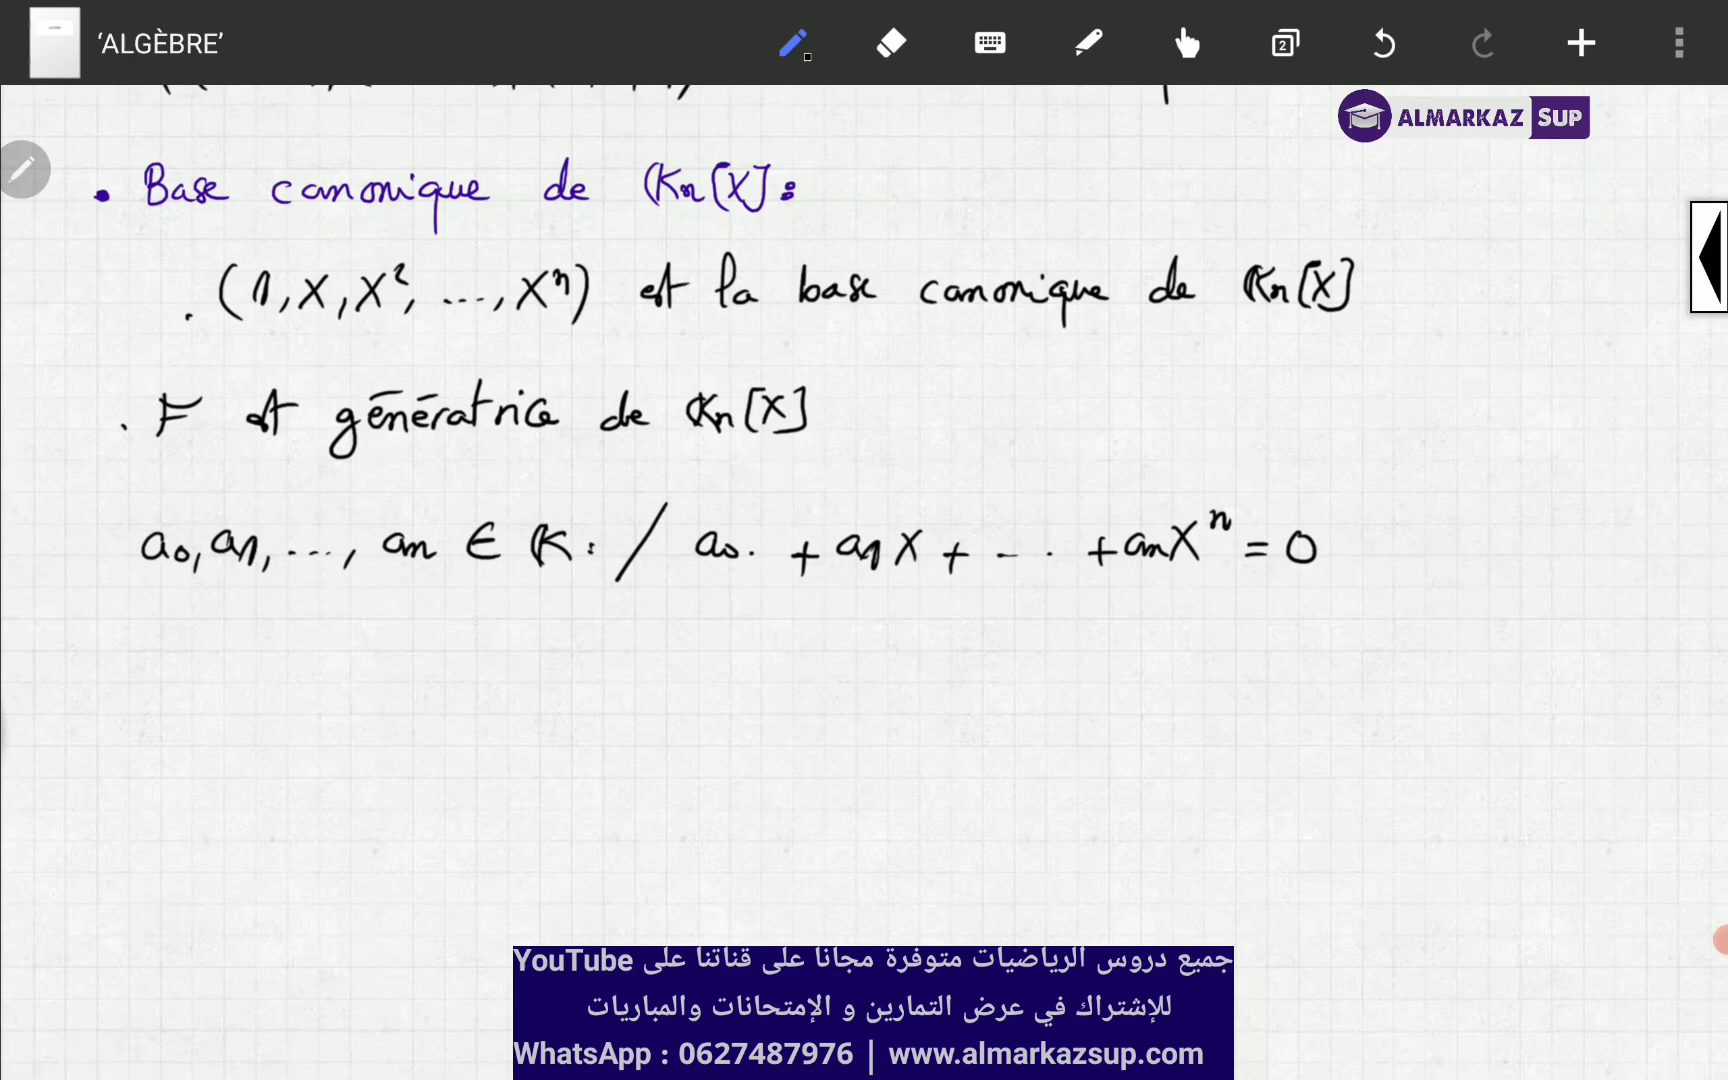 ‘ALGÈBRE’
2
ALMARKAZ SUP
• Base canonique de 𝕂n[X] :
. (1, X, X², ..., Xⁿ) est la base canonique de 𝕂n[X]
. F est génératrice de 𝕂n[X]
a₀, a₁, ..., aₙ ∈ 𝕂 : / a₀ . + a₁X + - - . + aₙXⁿ = 0
جميع دروس الرياضيات متوفرة مجانا على قناتنا على YouTube
للإشتراك في عرض التمارين و الإمتحانات والمباريات
WhatsApp : 0627487976 | www.almarkazsup.com